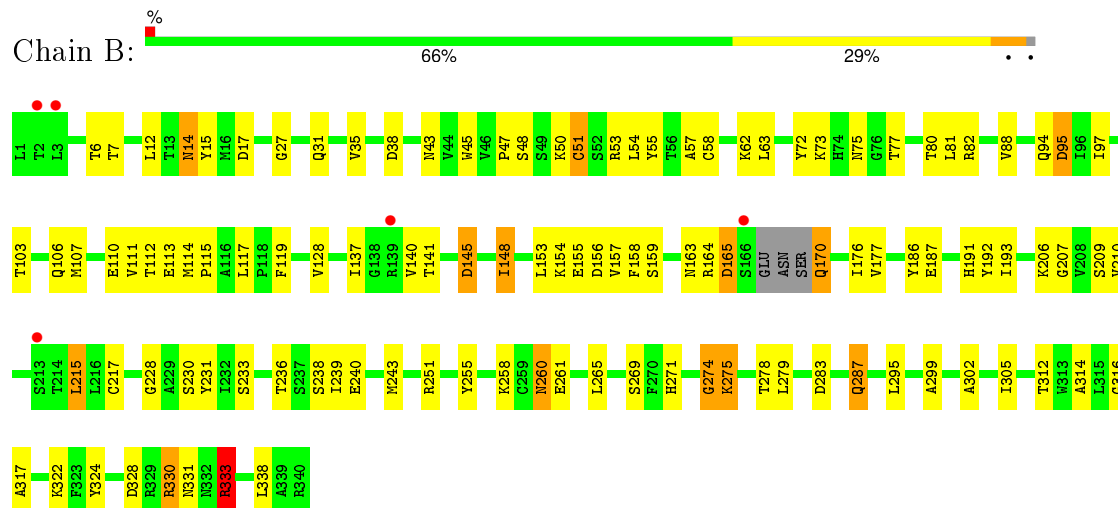 %
Chain B:
66% 29% • •
L1 T2 L3 T6 T7 L12 T13 N14 Y15 M16 D17 G27 Q31 V35 D38 N43 V44 W45 V46 P47 S48 S49 K50 C51 S52 R53 L54 Y55 T56 A57 C58 K62 L63 Y72 K73 H74 N75 G76 T77 T80 L81 R82 V88 Q94 D95 I96 I97
T103 Q106 M107 E110 V111 T112 E113 M114 P115 A116 L117 P118 F119 V128 I137 G138 R139 V140 T141 D145 I148 L153 K154 E155 D156 V157 F158 S159 N163 R164 D165 S166 GLU ASN SER Q170 I176 V177 Y186 E187 H191 Y192 I193 K206 G207 V208 S209 V210
S213 T214 L215 L216 C217 G228 A229 S230 Y231 I232 S233 T236 S237 S238 I239 E240 M243 R251 Y255 K258 C259 N260 E261 L265 S269 F270 H271 G274 K275 T278 L279 D283 Q287 L295 A299 A302 I305 T312 W313 A314 L315 G316
A317 K322 F323 Y324 D328 R329 R330 N331 N332 R333 L338 A339 R340